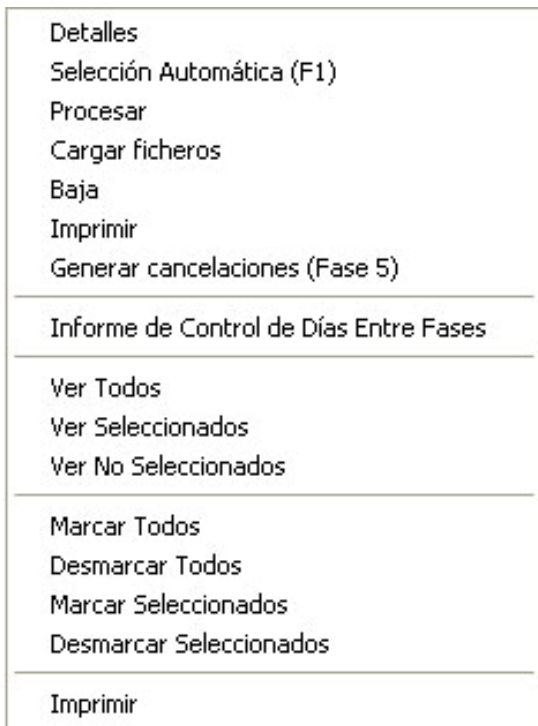 Detalles
Selección Automática (F1)
Procesar
Cargar ficheros
Baja
Imprimir
Generar cancelaciones (Fase 5)
Informe de Control de Días Entre Fases
Ver Todos
Ver Seleccionados
Ver No Seleccionados
Marcar Todos
Desmarcar Todos
Marcar Seleccionados
Desmarcar Seleccionados
Imprimir